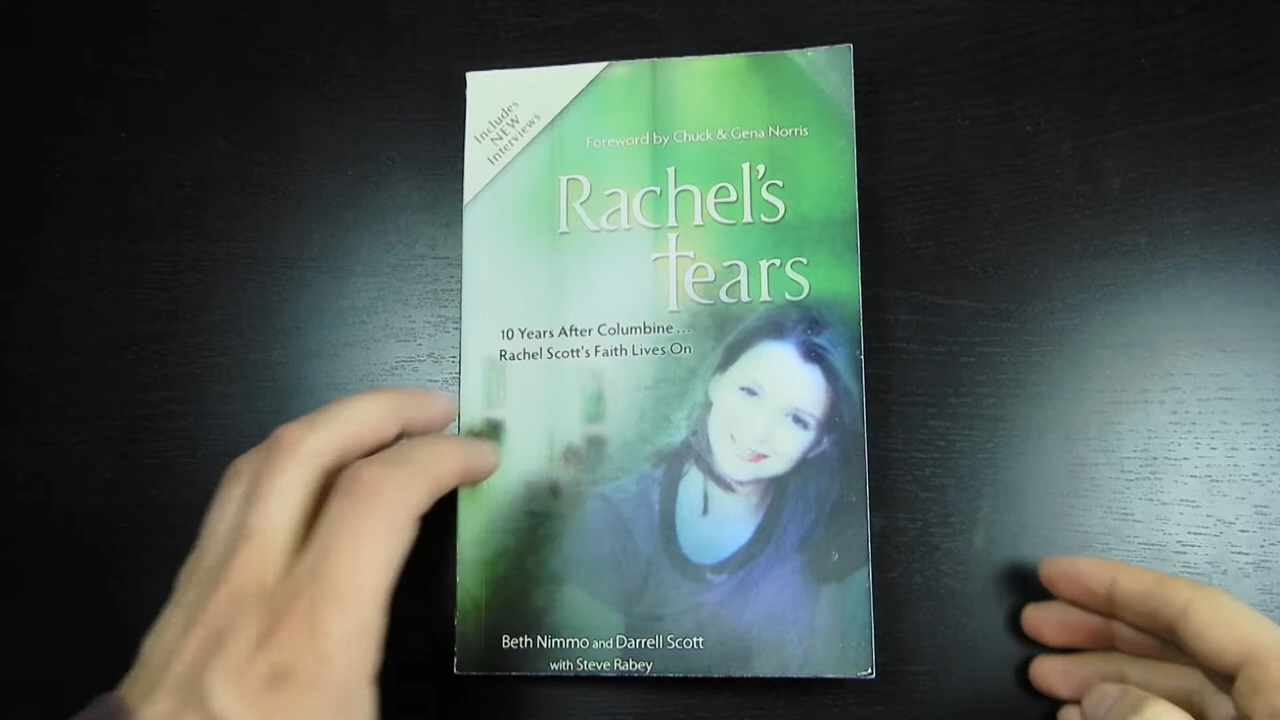 Includes
NEW
Interviews
Foreword by Chuck & Gena Norris
Rachel's
tears
10 Years After Columbine...
Rachel Scott's Faith Lives On
Beth Nimmo and Darrell Scott
with Steve Rabey